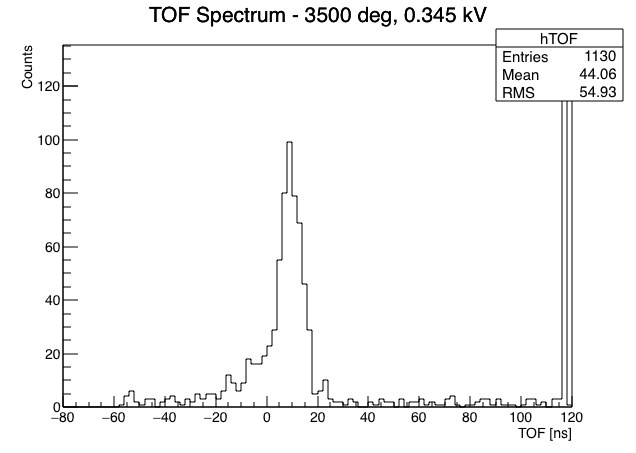 TOF Spectrum - 3500 deg, 0.345 kV
hTOF
Entries 1130
Mean 44.06
RMS 54.93
Counts
120
100
80
60
40
20
0
−80 −60 −40 −20 0 20 40 60 80 100 120
TOF [ns]